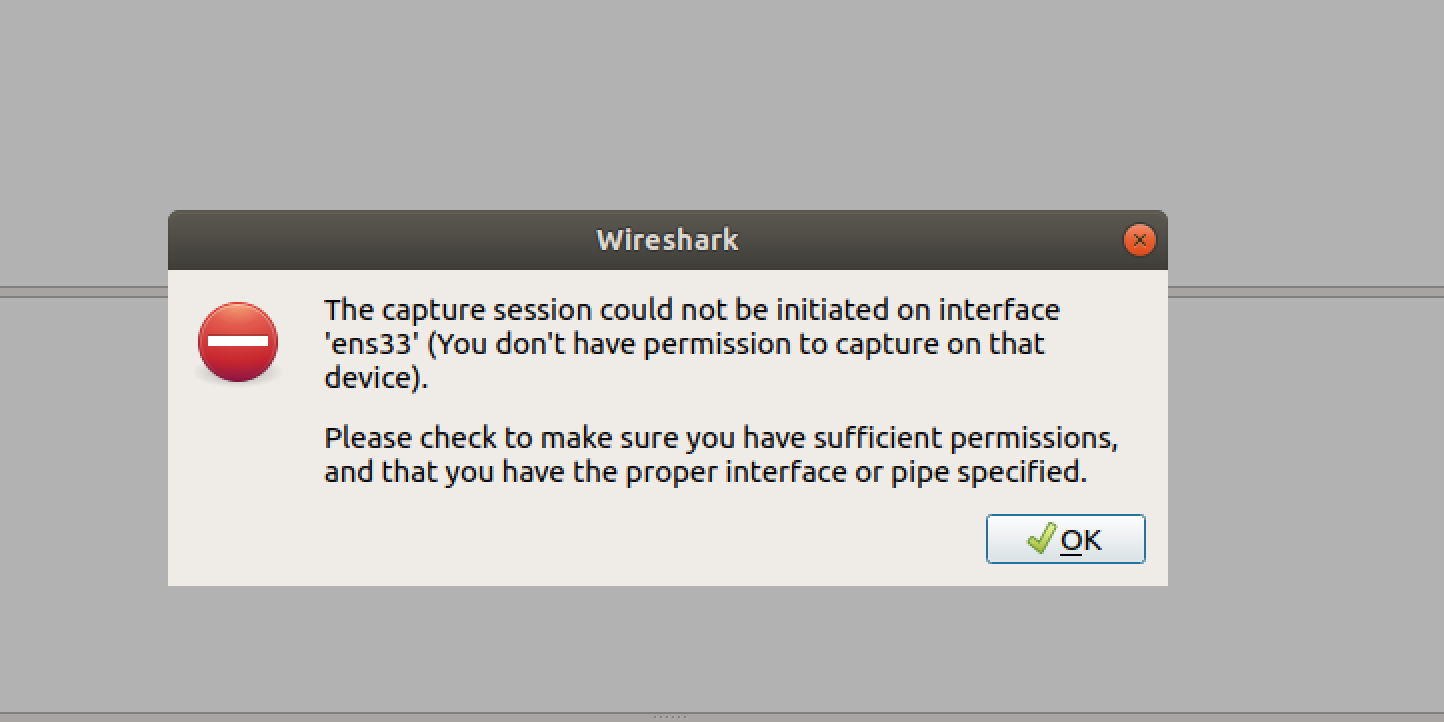 Wireshark
The capture session could not be initiated on interface
'ens33' (You don't have permission to capture on that
device).
Please check to make sure you have sufficient permissions,
and that you have the proper interface or pipe specified.
OK